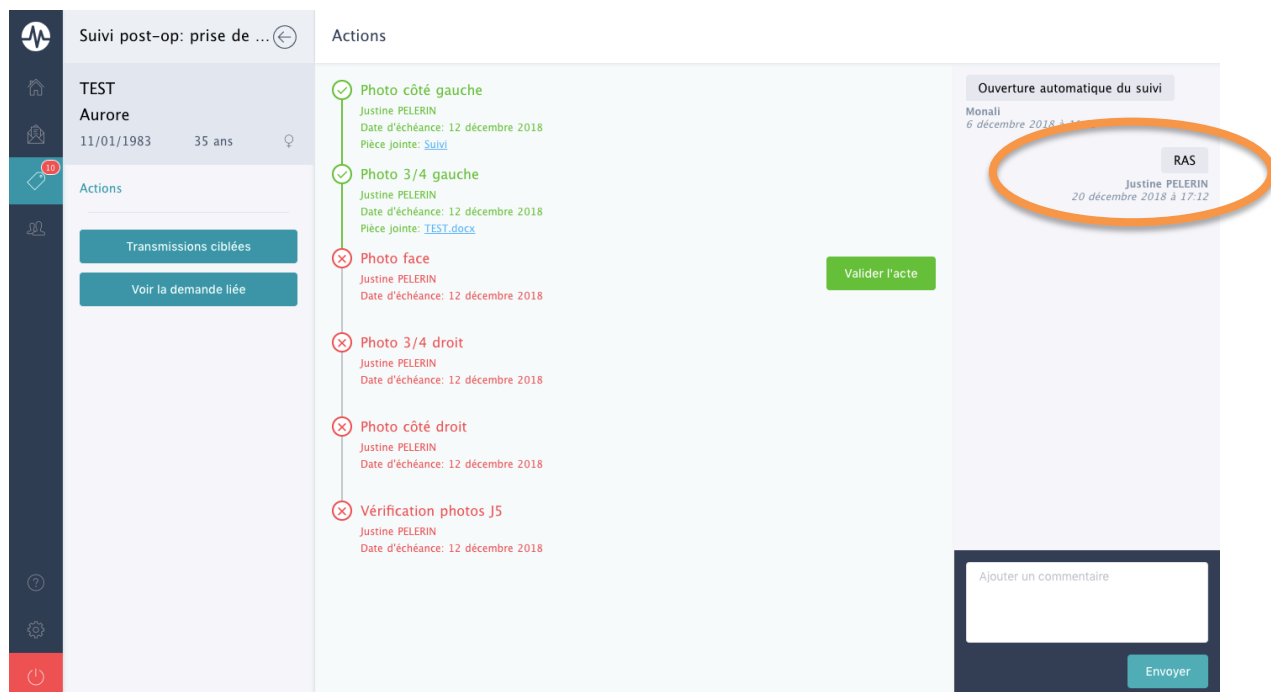 Suivi post-op: prise de ...
Actions
TEST
Aurore
11/01/1983 35 ans
10
Actions
Transmissions ciblées
Voir la demande liée
Photo côté gauche
Justine PELERIN
Date d'échéance: 12 décembre 2018
Pièce jointe: Suivi
Photo 3/4 gauche
Justine PELERIN
Date d'échéance: 12 décembre 2018
Pièce jointe: TEST.docx
Photo face
Justine PELERIN
Date d'échéance: 12 décembre 2018
Valider l'acte
Photo 3/4 droit
Justine PELERIN
Date d'échéance: 12 décembre 2018
Photo côté droit
Justine PELERIN
Date d'échéance: 12 décembre 2018
Vérification photos J5
Justine PELERIN
Date d'échéance: 12 décembre 2018
Ouverture automatique du suivi
Monali
6 décembre 2018 à
RAS
Justine PELERIN
20 décembre 2018 à 17:12
Ajouter un commentaire
Envoyer